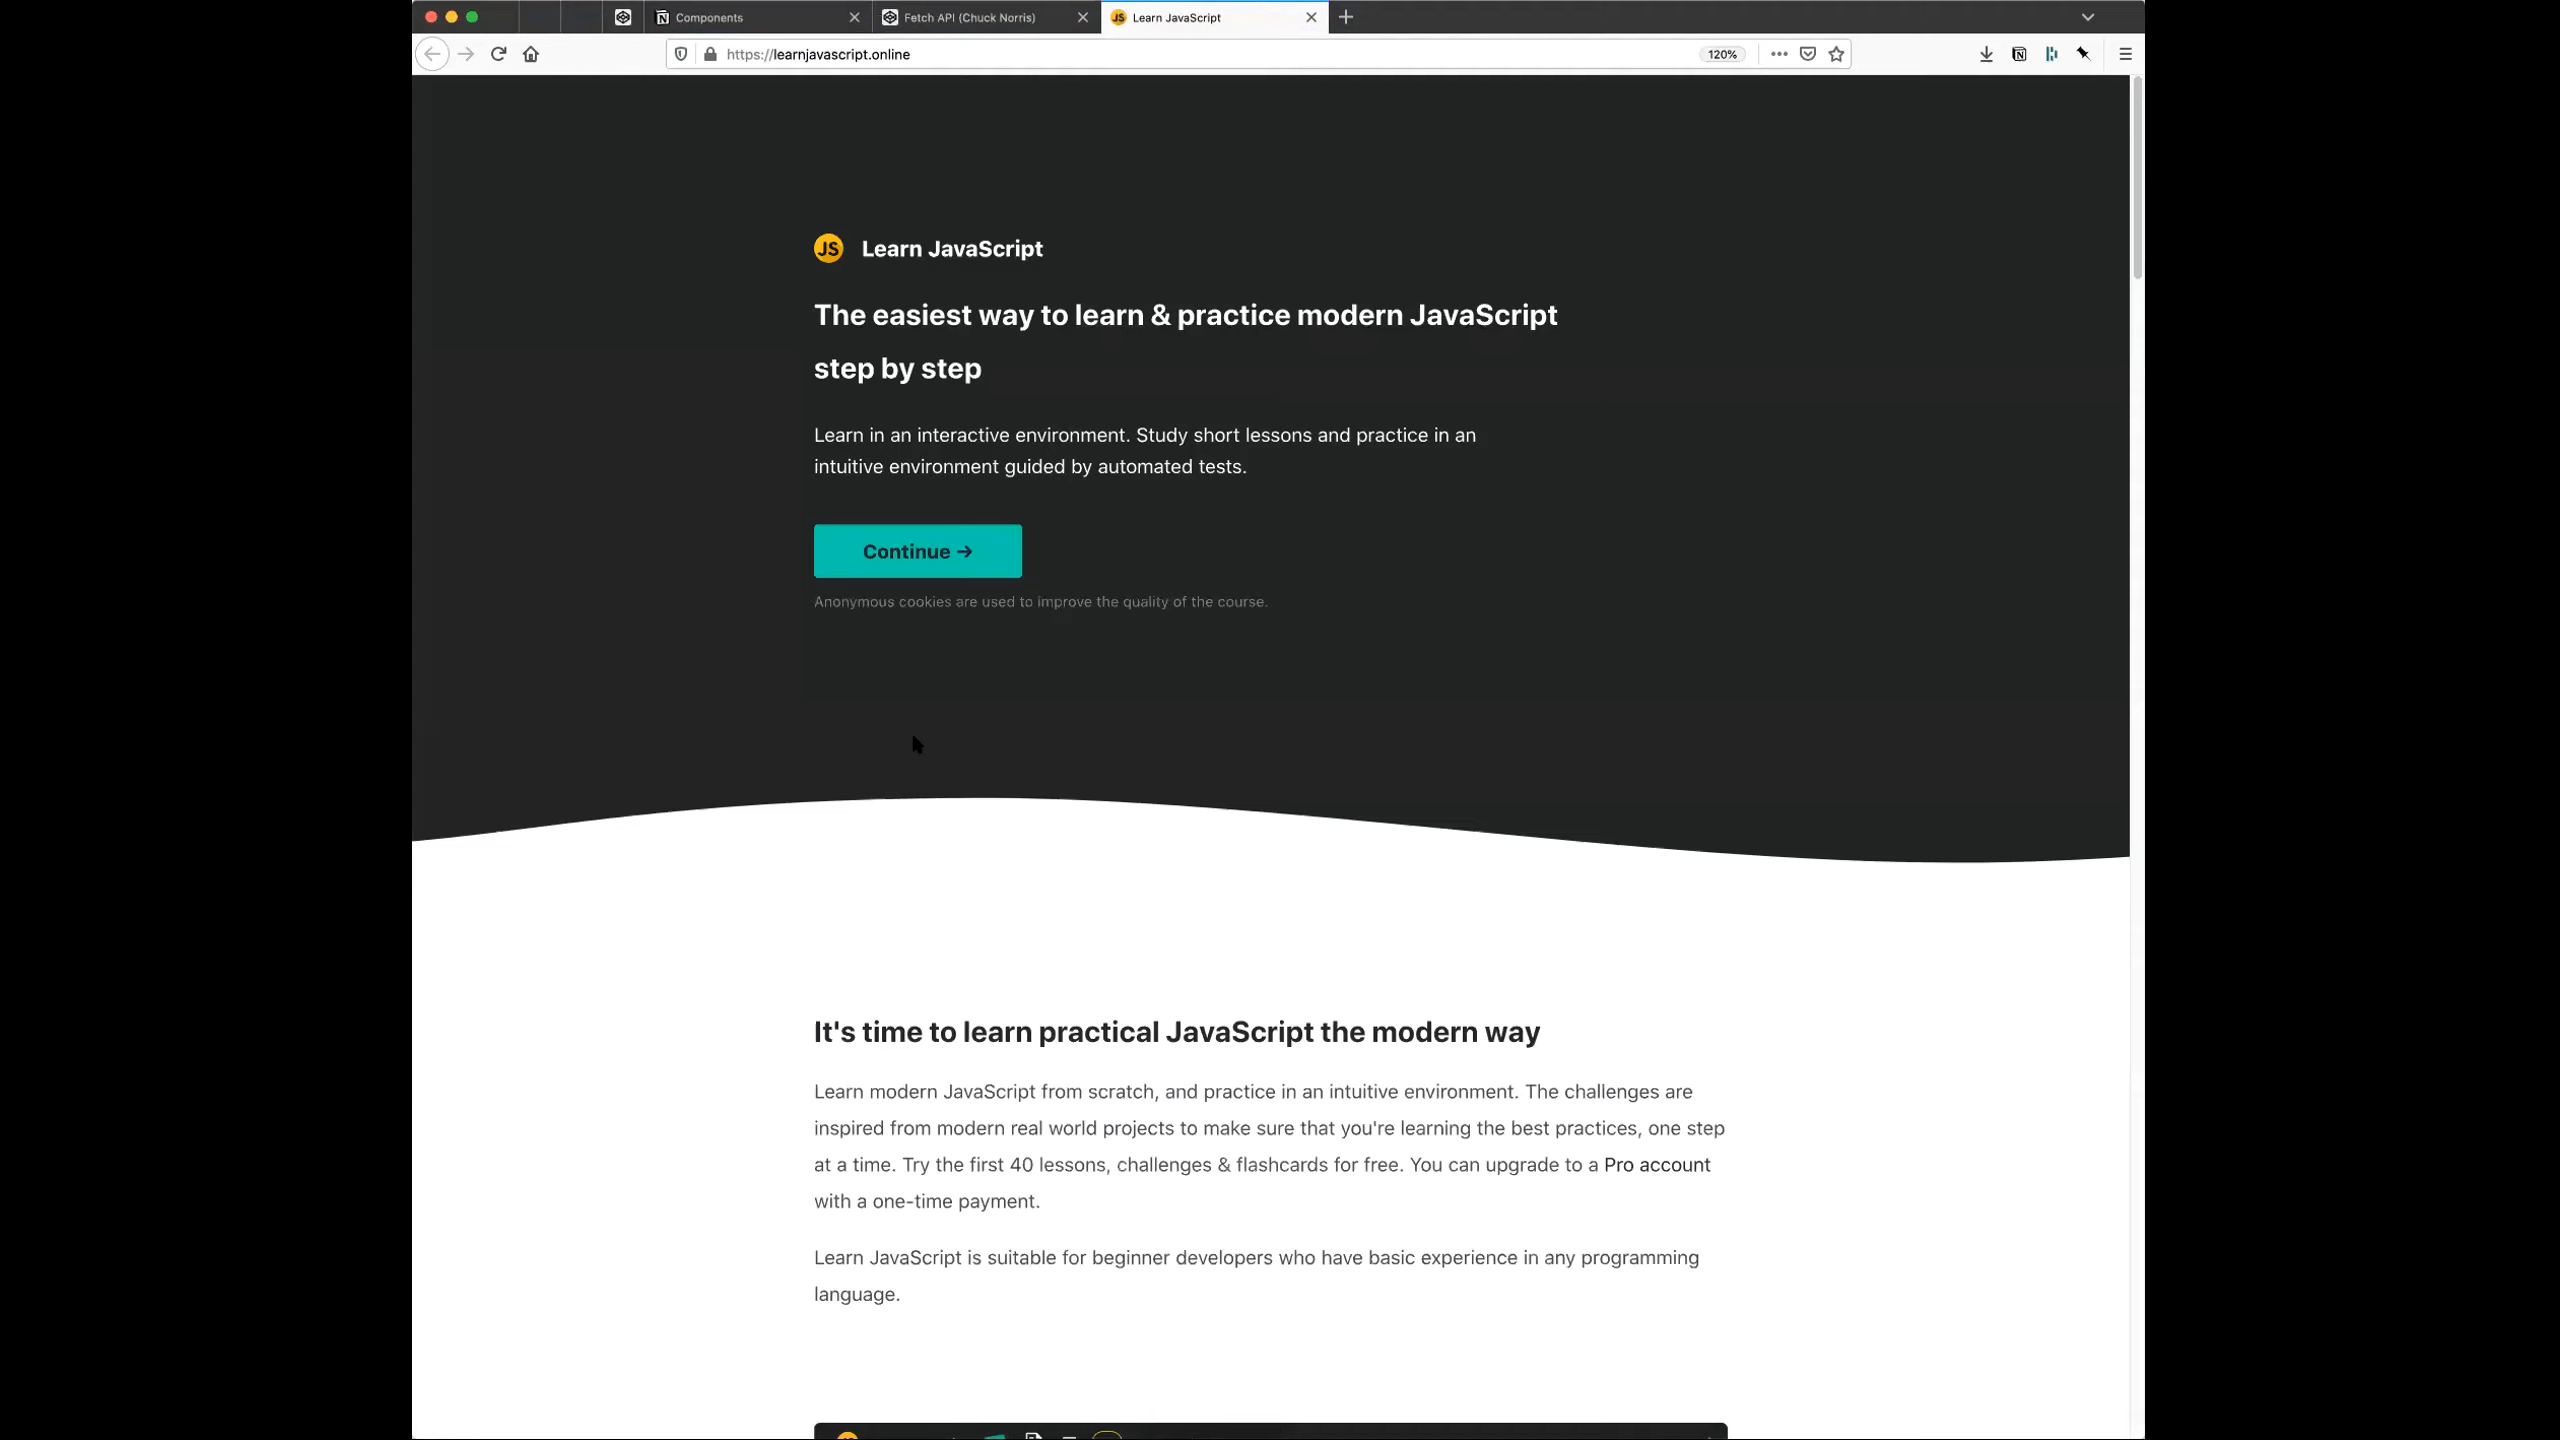 Components
Fetch API (Chuck Norris)
Learn JavaScript
https://learnjavascript.online
120%
JS
Learn JavaScript
The easiest way to learn & practice modern JavaScript
step by step
Learn in an interactive environment. Study short lessons and practice in an
intuitive environment guided by automated tests.
Continue →
Anonymous cookies are used to improve the quality of the course.
It's time to learn practical JavaScript the modern way
Learn modern JavaScript from scratch, and practice in an intuitive environment. The challenges are
inspired from modern real world projects to make sure that you're learning the best practices, one step
at a time. Try the first 40 lessons, challenges & flashcards for free. You can upgrade to a Pro account
with a one-time payment.
Learn JavaScript is suitable for beginner developers who have basic experience in any programming
language.